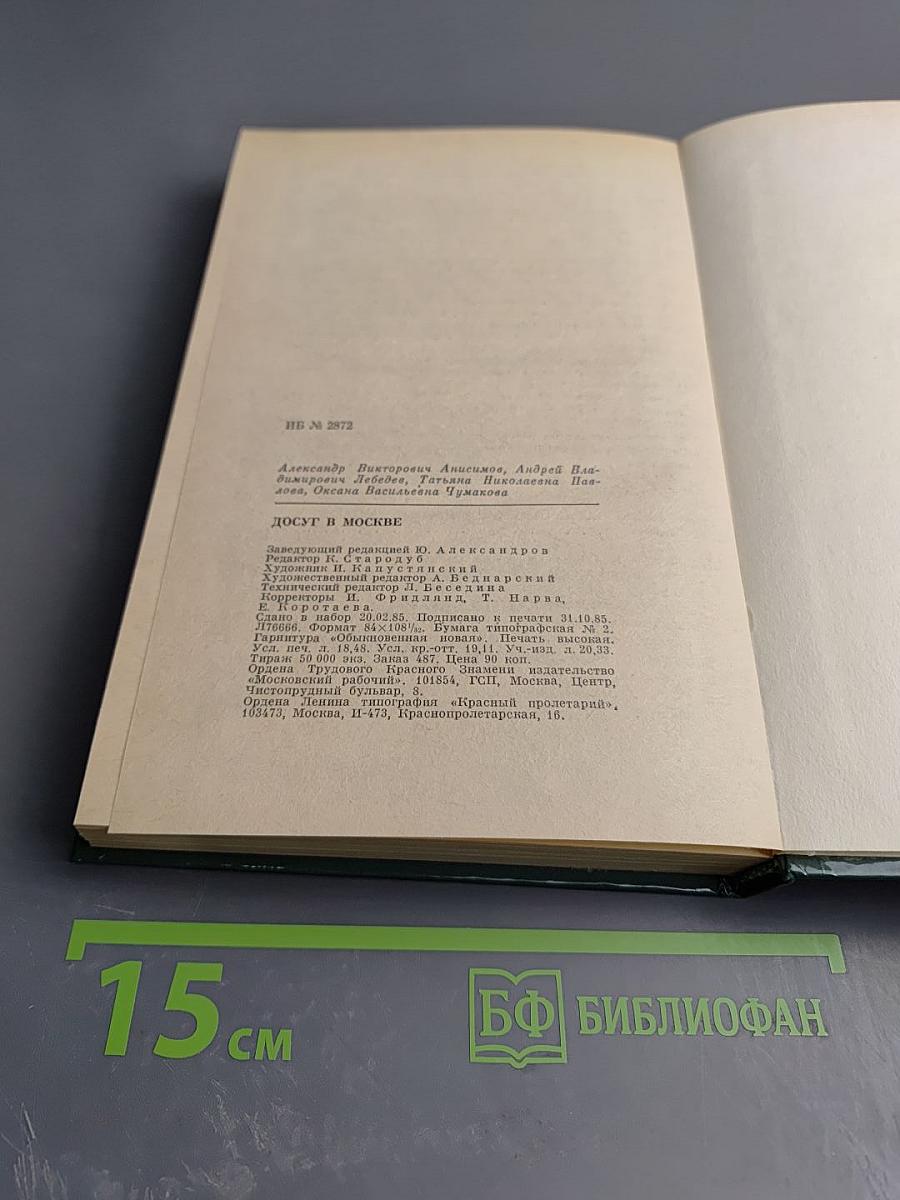 ИБ № 2872
Александр Викторович Анисимов, Андрей Вла-
димирович Лебедев, Татьяна Николаевна Пав-
лова, Оксана Васильевна Чумакова
ДОСУГ В МОСКВЕ
Заведующий редакцией Ю. Александров
Редактор К. Стародуб
Художник И. Капустянский
Художественный редактор А. Беднарский
Технический редактор Л. Беседина
Корректоры И. Фридлянд, Т. Нарва,
Е. Коротаева.
Сдано в набор 20.02.85. Подписано к печати 31.10.85.
Л76666. Формат 84×108¹/₃₂. Бумага типографская № 2.
Гарнитура «Обыкновенная новая». Печать высокая.
Усл. печ. л. 18,48. Усл. кр.-отт. 19,11. Уч.-изд. л. 20,33.
Тираж 50 000 экз. Заказ 487. Цена 90 коп.
Ордена Трудового Красного Знамени издательство
«Московский рабочий». 101854, ГСП, Москва, Центр,
Чистопрудный бульвар, 8.
Ордена Ленина типография «Красный пролетарий».
103473, Москва, И-473, Краснопролетарская, 16.
15 см
БФ БИБЛИОФАН